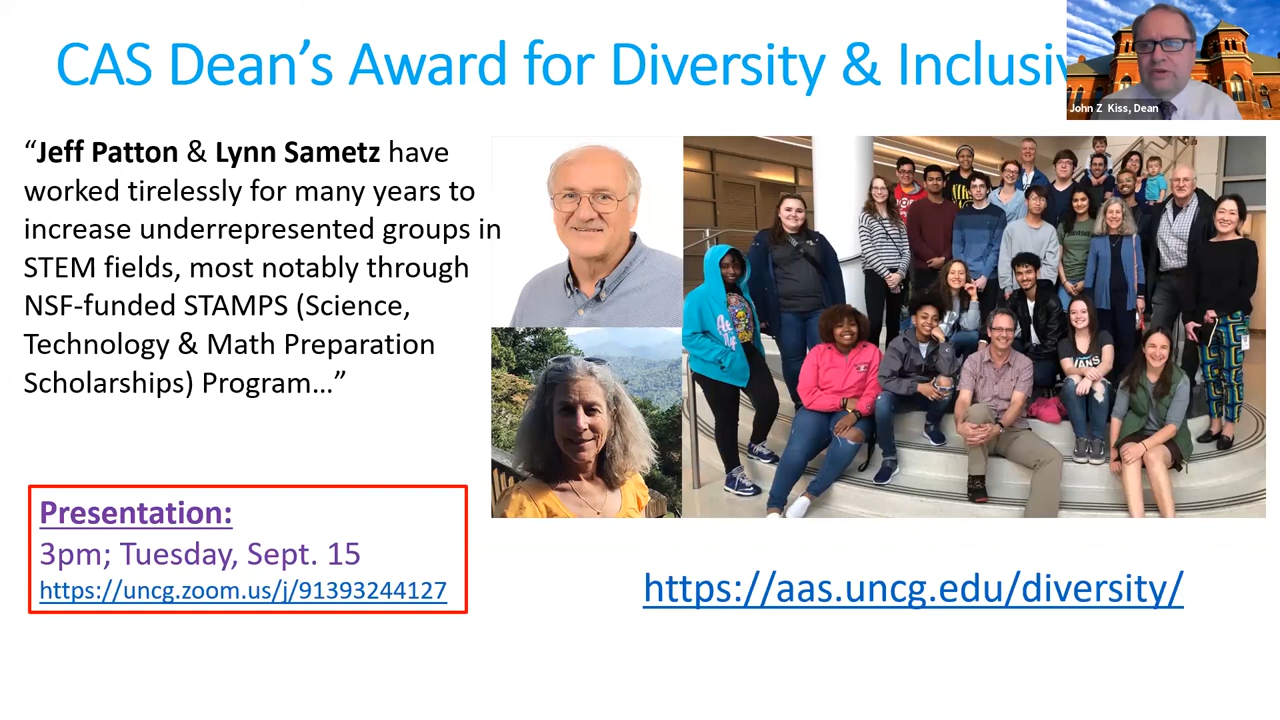 CAS Dean’s Award for Diversity & Inclusiv
John Z Kiss, Dean
“Jeff Patton & Lynn Sametz have
worked tirelessly for many years to
increase underrepresented groups in
STEM fields, most notably through
NSF-funded STAMPS (Science,
Technology & Math Preparation
Scholarships) Program…”
VANS
Presentation:
3pm; Tuesday, Sept. 15
https://uncg.zoom.us/j/91393244127
https://aas.uncg.edu/diversity/